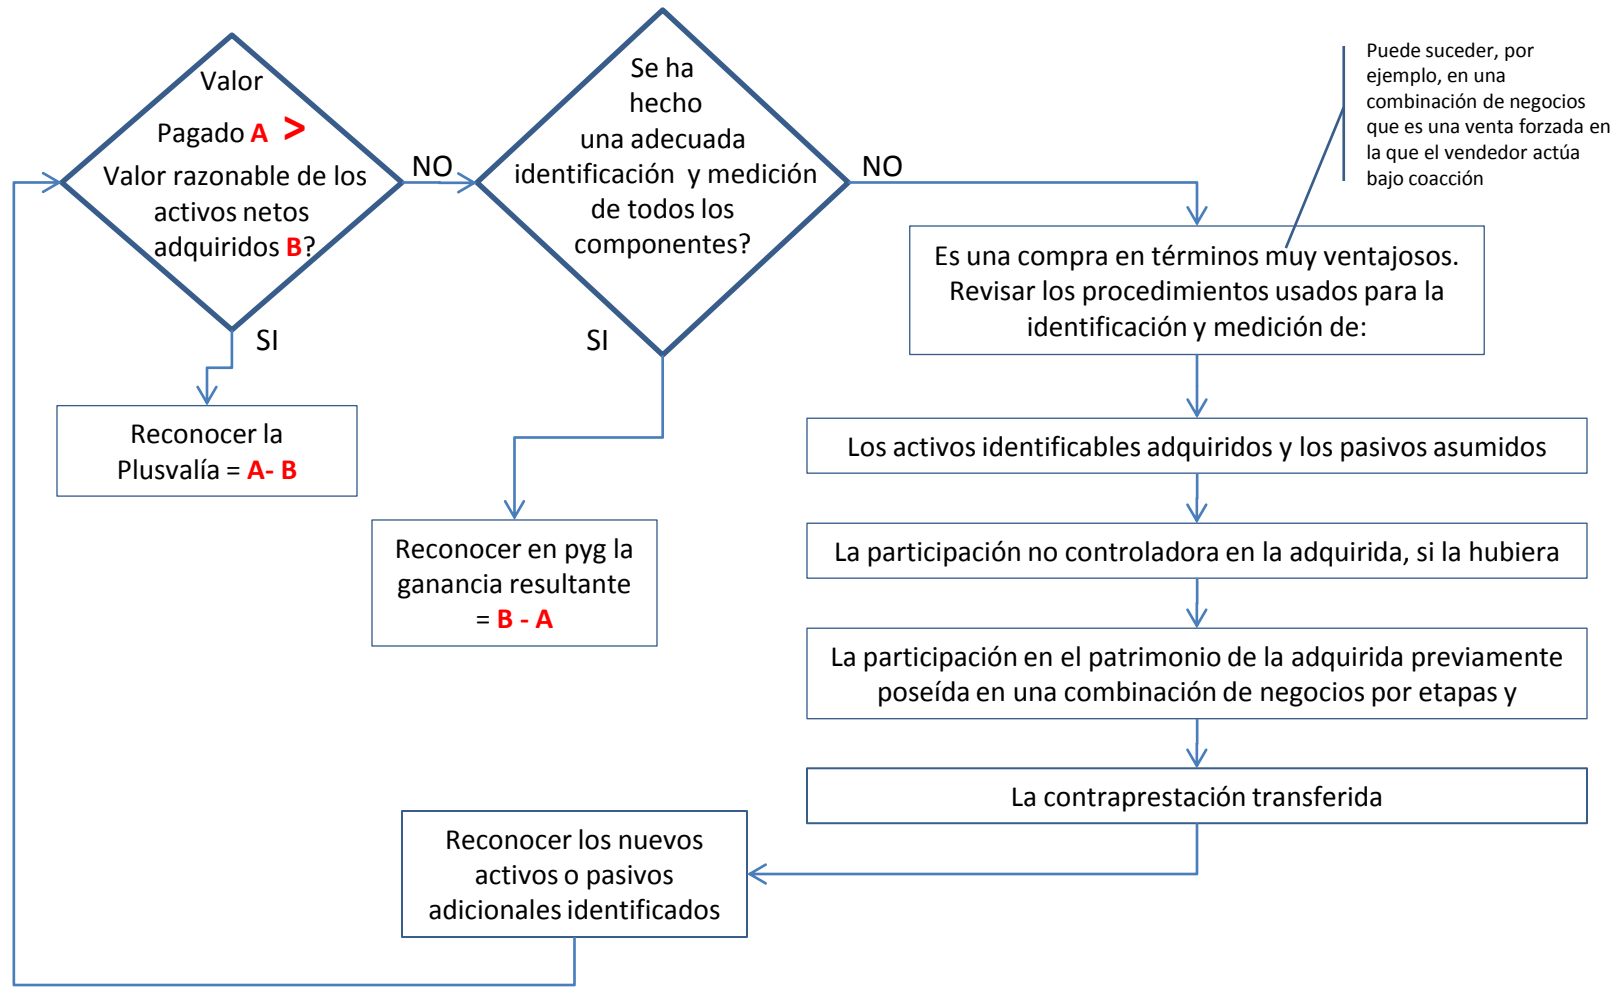 Valor
Pagado A >
Valor razonable de los
activos netos
adquiridos B?
NO
SI
Reconocer la
Plusvalía = A- B
Se ha
hecho
una adecuada
identificación y medición
de todos los
componentes?
NO
SI
Reconocer en pyg la
ganancia resultante
= B - A
Puede suceder, por
ejemplo, en una
combinación de negocios
que es una venta forzada en
la que el vendedor actúa
bajo coacción
Es una compra en términos muy ventajosos.
Revisar los procedimientos usados para la
identificación y medición de:
Los activos identificables adquiridos y los pasivos asumidos
La participación no controladora en la adquirida, si la hubiera
La participación en el patrimonio de la adquirida previamente
poseída en una combinación de negocios por etapas y
La contraprestación transferida
Reconocer los nuevos
activos o pasivos
adicionales identificados